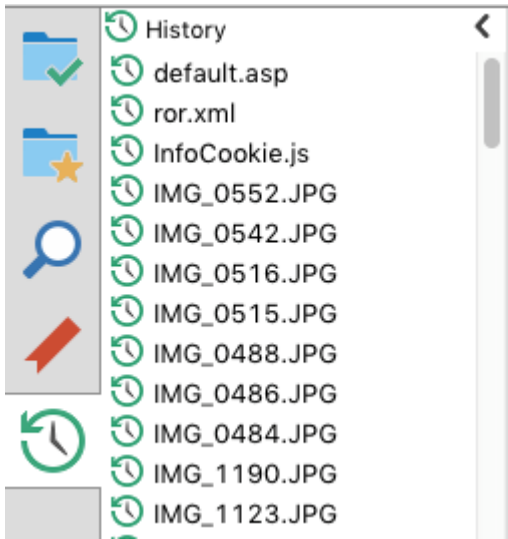 History
default.asp
ror.xml
InfoCookie.js
IMG_0552.JPG
IMG_0542.JPG
IMG_0516.JPG
IMG_0515.JPG
IMG_0488.JPG
IMG_0486.JPG
IMG_0484.JPG
IMG_1190.JPG
IMG_1123.JPG